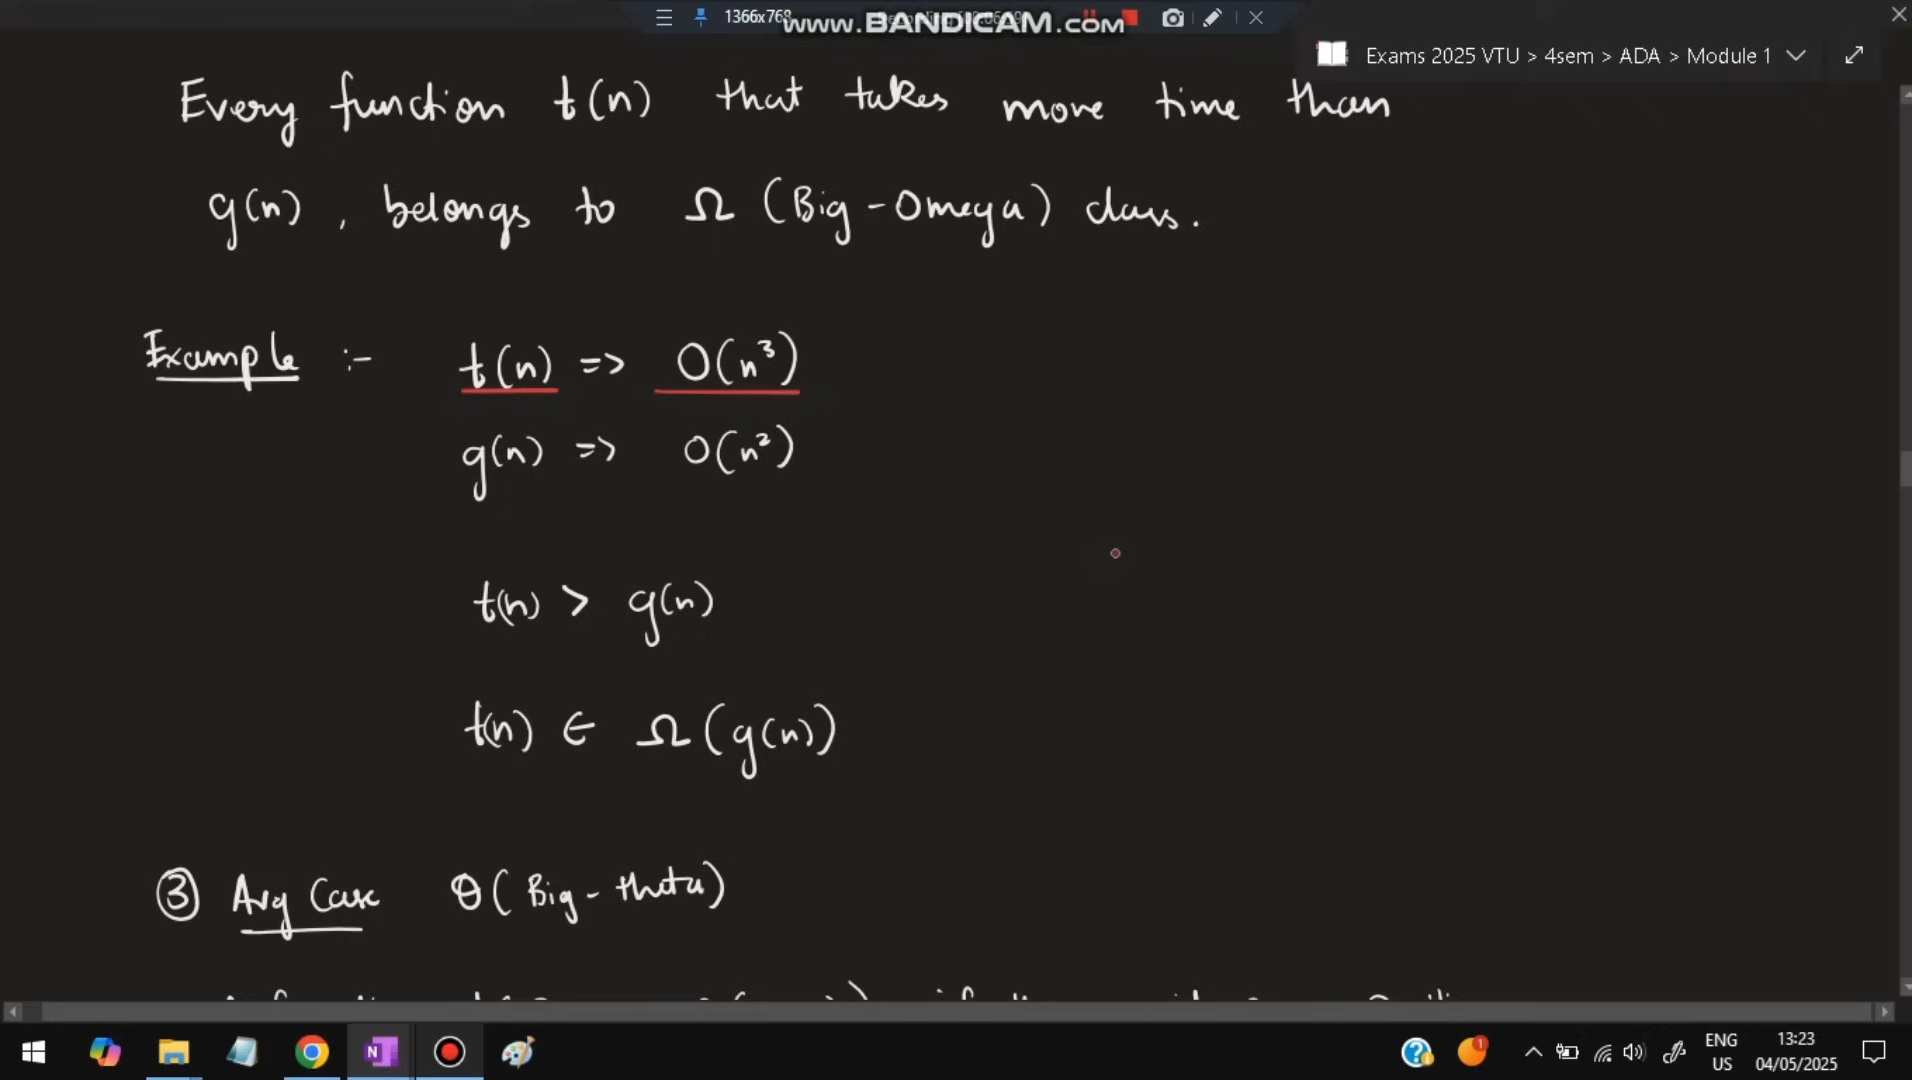 1366x768
www.BANDICAM.com
Exams 2025 VTU > 4sem > ADA > Module 1
Every function t(n) that takes more time than
g(n), belongs to Ω (Big-Omega) class.
Example :- t(n) => O(n³)
g(n) => O(n²)
t(n) > g(n)
t(n) ∈ Ω(g(n))
③ Avg Case Θ(Big-theta)
ENG
US
13:23
04/05/2025
1